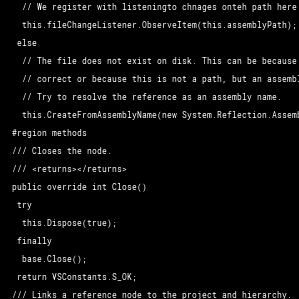 // We register with listeningto chnages onteh path here
this.fileChangeListener.ObserveItem(this.assemblyPath);
else
// The file does not exist on disk. This can be because
// correct or because this is not a path, but an assembl
// Try to resolve the reference as an assembly name.
this.CreateFromAssemblyName(new System.Reflection.Assem
#region methods
/// Closes the node.
/// <returns></returns>
public override int Close()
try
this.Dispose(true);
finally
base.Close();
return VSConstants.S_OK;
/// Links a reference node to the project and hierarchy.